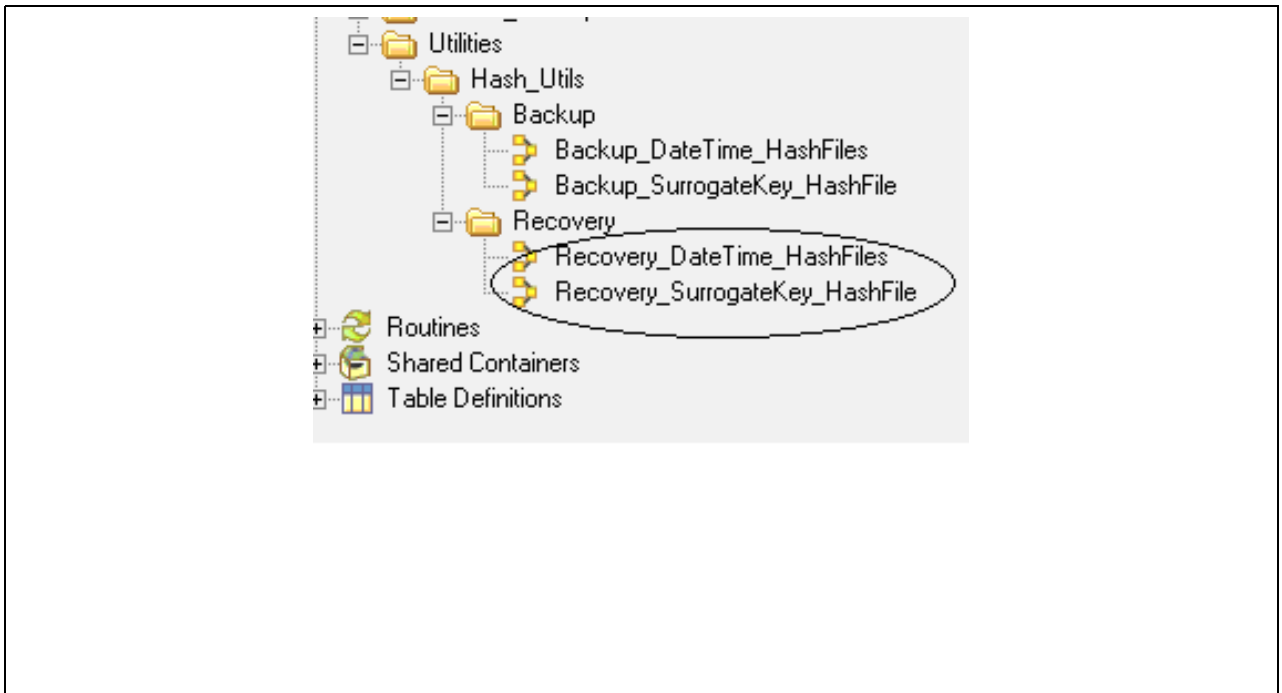 Utilities
Hash_Utils
Backup
Backup_DateTime_HashFiles
Backup_SurrogateKey_HashFile
Recovery
Recovery_DateTime_HashFiles
Recovery_SurrogateKey_HashFile
Routines
Shared Containers
Table Definitions